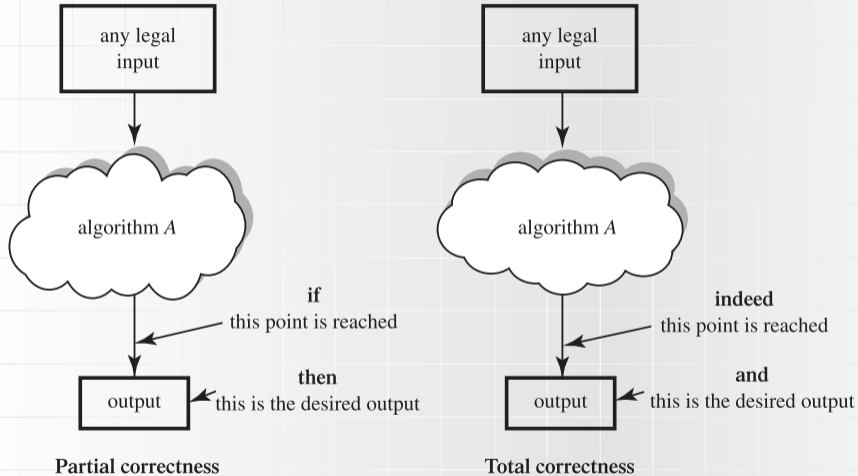 any legal
input
algorithm A
if
this point is reached
then
output
this is the desired output
Partial correctness
any legal
input
algorithm A
indeed
this point is reached
and
output
this is the desired output
Total correctness